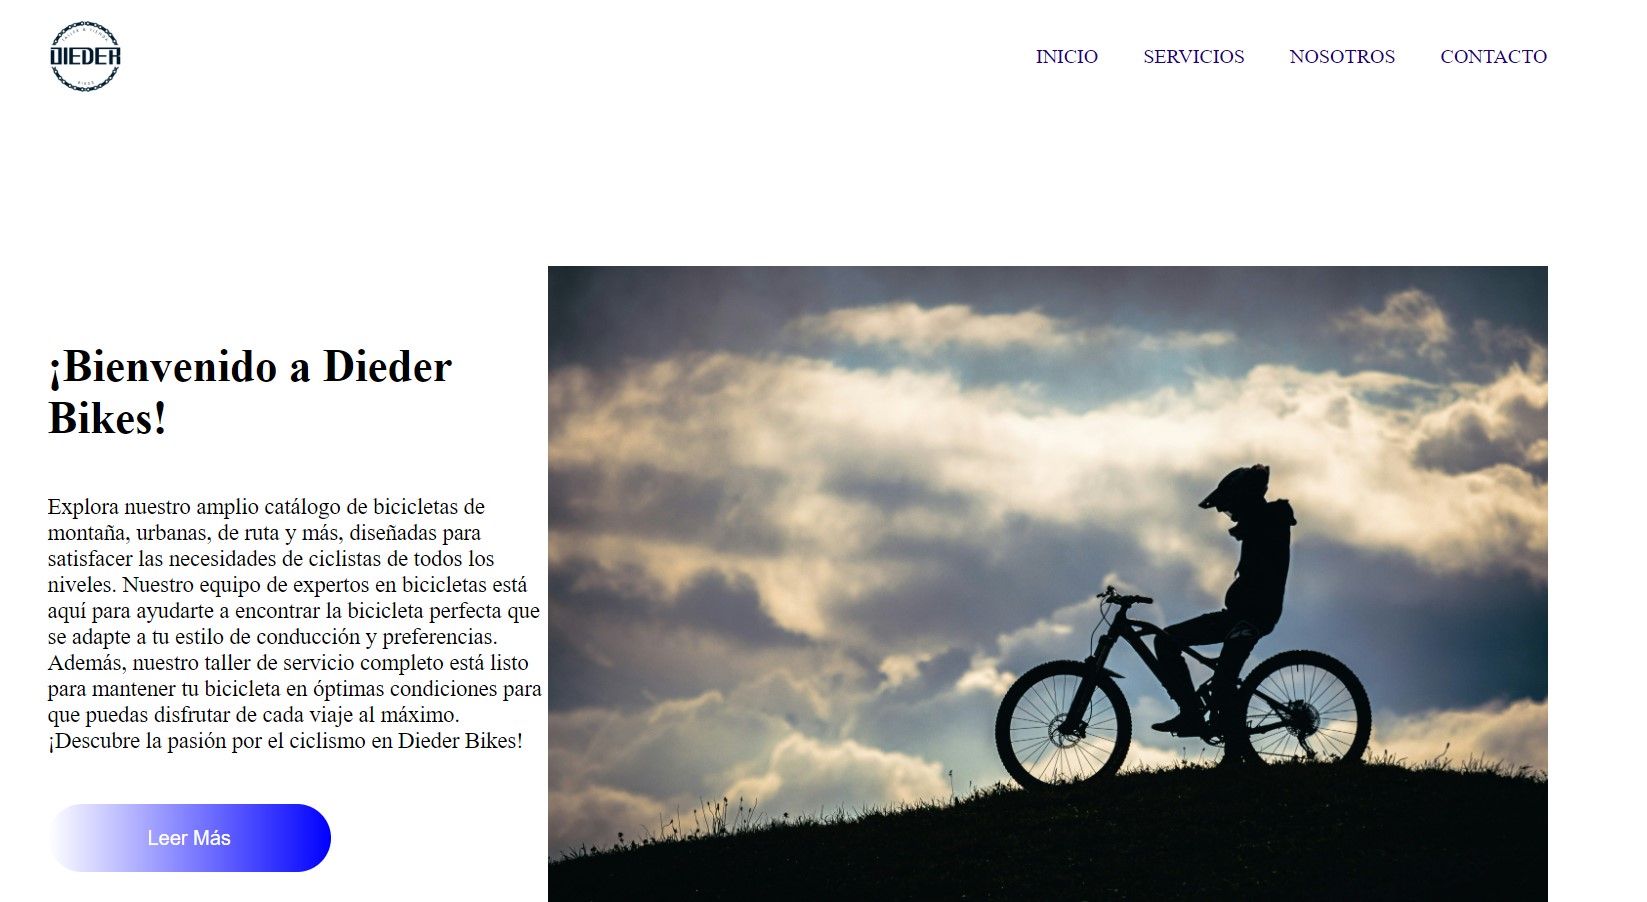 TALLER & TIENDA
DIEDER
BIKES
INICIO SERVICIOS NOSOTROS CONTACTO
¡Bienvenido a Dieder
Bikes!
Explora nuestro amplio catálogo de bicicletas de
montaña, urbanas, de ruta y más, diseñadas para
satisfacer las necesidades de ciclistas de todos los
niveles. Nuestro equipo de expertos en bicicletas está
aquí para ayudarte a encontrar la bicicleta perfecta que
se adapte a tu estilo de conducción y preferencias.
Además, nuestro taller de servicio completo está listo
para mantener tu bicicleta en óptimas condiciones para
que puedas disfrutar de cada viaje al máximo.
¡Descubre la pasión por el ciclismo en Dieder Bikes!
Leer Más